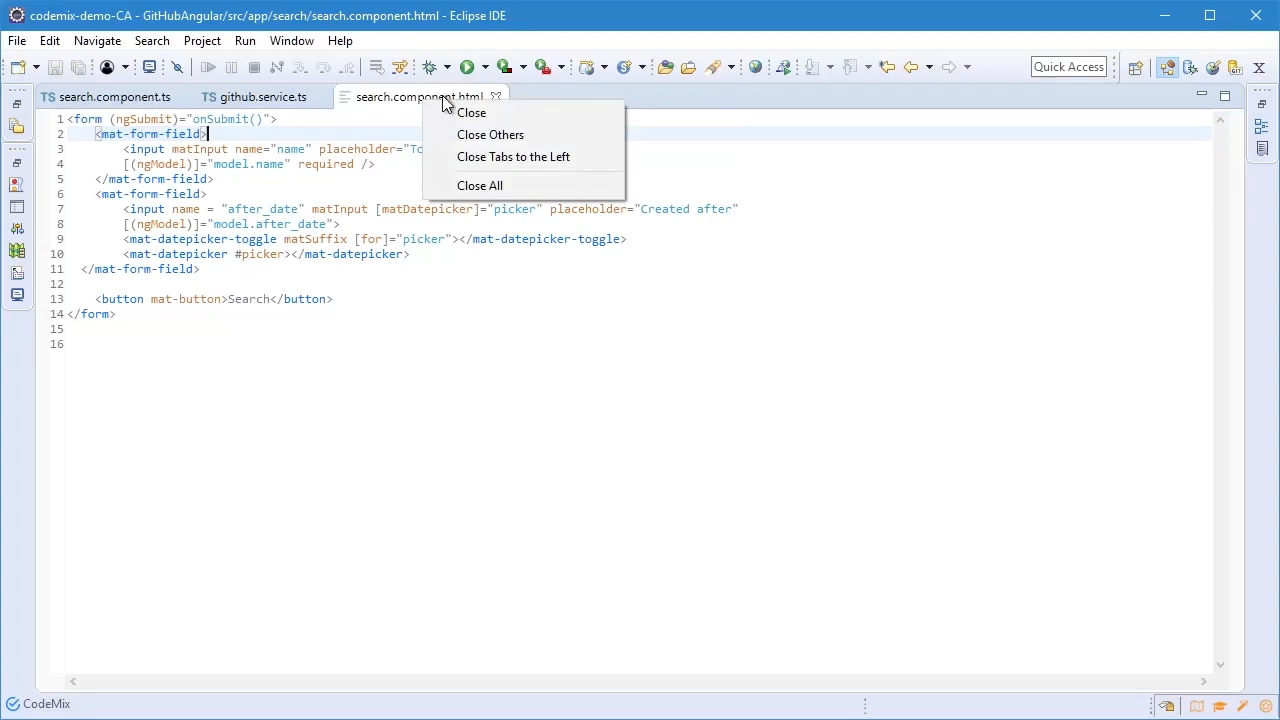 codemix-demo-CA - GitHubAngular/src/app/search/search.component.html - Eclipse IDE
File Edit Navigate Search Project Run Window Help
Quick Access
TS search.component.ts TS github.service.ts search.component.html
Close
Close Others
Close Tabs to the Left
Close All
1 <form (ngSubmit)="onSubmit()">
2 <mat-form-field>
3 <input matInput name="name" placeholder="To
4 [(ngModel)]="model.name" required />
5 </mat-form-field>
6 <mat-form-field>
7 <input name = "after_date" matInput [matDatepicker]="picker" placeholder="Created after"
8 [(ngModel)]="model.after_date">
9 <mat-datepicker-toggle matSuffix [for]="picker"></mat-datepicker-toggle>
10 <mat-datepicker #picker></mat-datepicker>
11 </mat-form-field>
12
13 <button mat-button>Search</button>
14 </form>
15
16
CodeMix